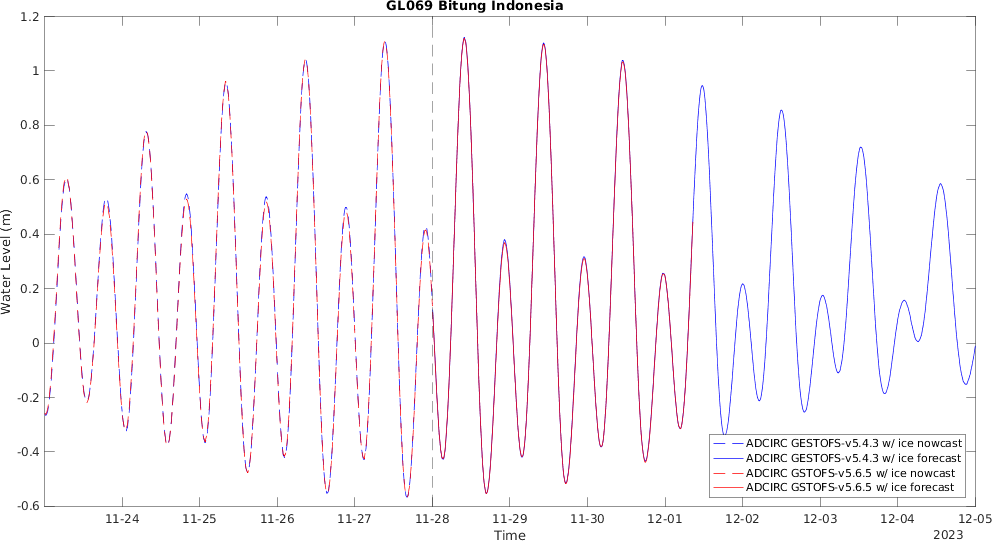 GL069 Bitung Indonesia
1.2
1
0.8
0.6
0.4
0.2
0
-0.2
-0.4
-0.6
Water Level (m)
ADCIRC GESTOFS-v5.4.3 w/ ice nowcast
ADCIRC GESTOFS-v5.4.3 w/ ice forecast
ADCIRC GSTOFS-v5.6.5 w/ ice nowcast
ADCIRC GSTOFS-v5.6.5 w/ ice forecast
11-24 11-25 11-26 11-27 11-28 11-29 11-30 12-01 12-02 12-03 12-04 12-05
Time
2023